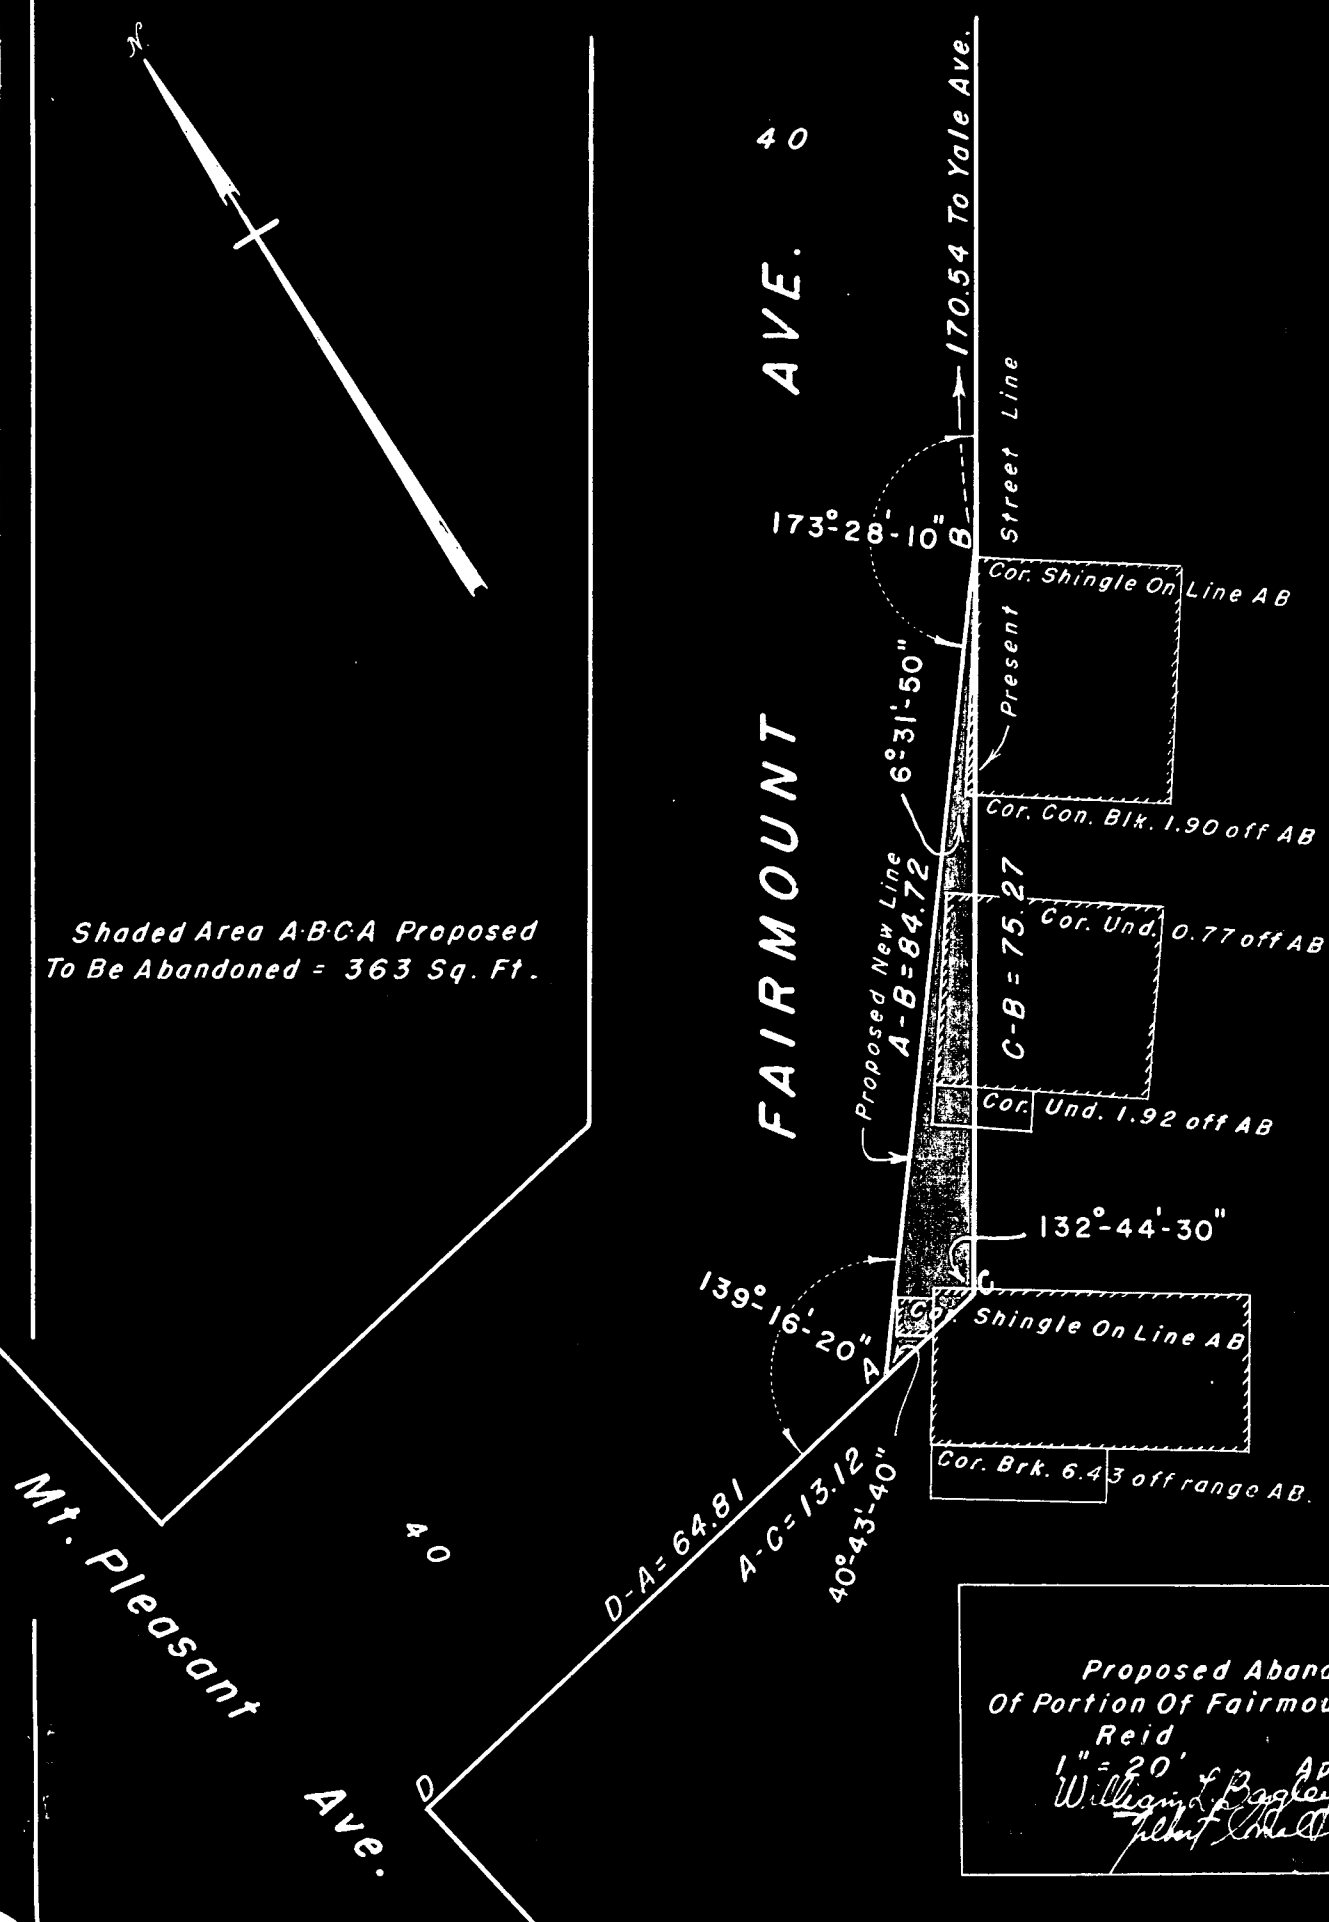 N.
40
FAIRMOUNT AVE.
170.54 To Yale Ave.
Present Street Line
173°-28'-10"
B
Cor. Shingle On Line AB
6°-31'-50"
Cor. Con. Blk. 1.90 off AB
Proposed New Line
A-B = 84.72
C-B = 75.27
Cor. Und. 0.77 off AB
Shaded Area A-B-C-A Proposed
To Be Abandoned = 363 Sq. Ft.
Cor. Und. 1.92 off AB
132°-44'-30"
C
139°-16'-20"
Cor. Shingle On Line AB
A
40°-43'-40"
Cor. Brk. 6.43 off range AB.
D-A = 64.81
A-C = 13.12
40
Mt. Pleasant Ave.
D
Proposed Aband
Of Portion Of Fairmou
Reid
1" = 20' Ap
William L. Bagley